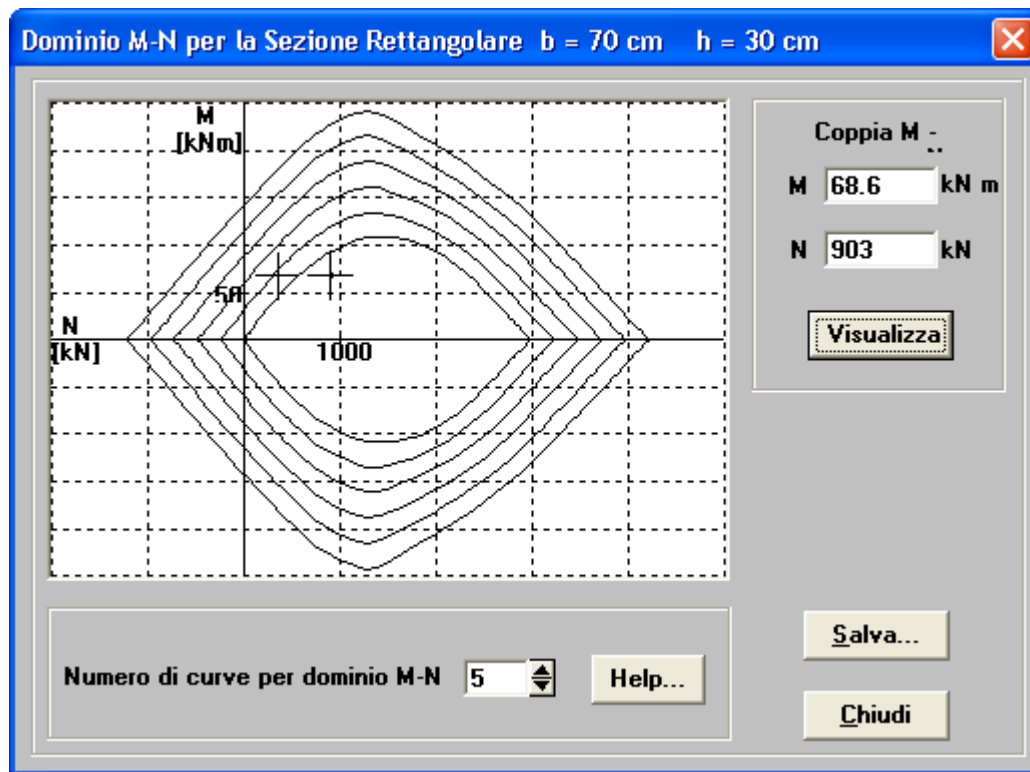 Dominio M-N per la Sezione Rettangolare b = 70 cm h = 30 cm
M
[kNm]
50
N
[kN]
1000
Coppia M -
M 68.6 kN m
N 903 kN
Visualizza
Numero di curve per dominio M-N 5 Help...
Salva...
Chiudi